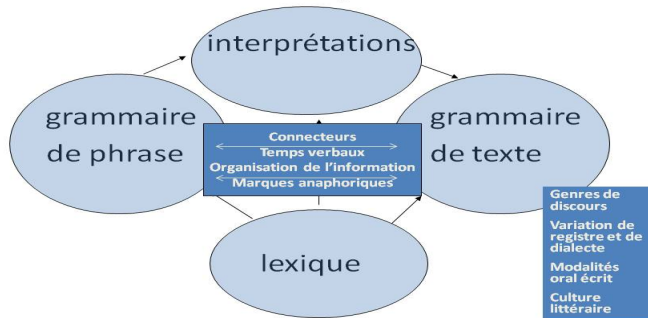 interprétations
grammaire
de phrase
grammaire
de texte
Connecteurs
Temps verbaux
Organisation de l'information
Marques anaphoriques
lexique
Genres de
discours
Variation de
registre et de
dialecte
Modalités
oral écrit
Culture
littéraire